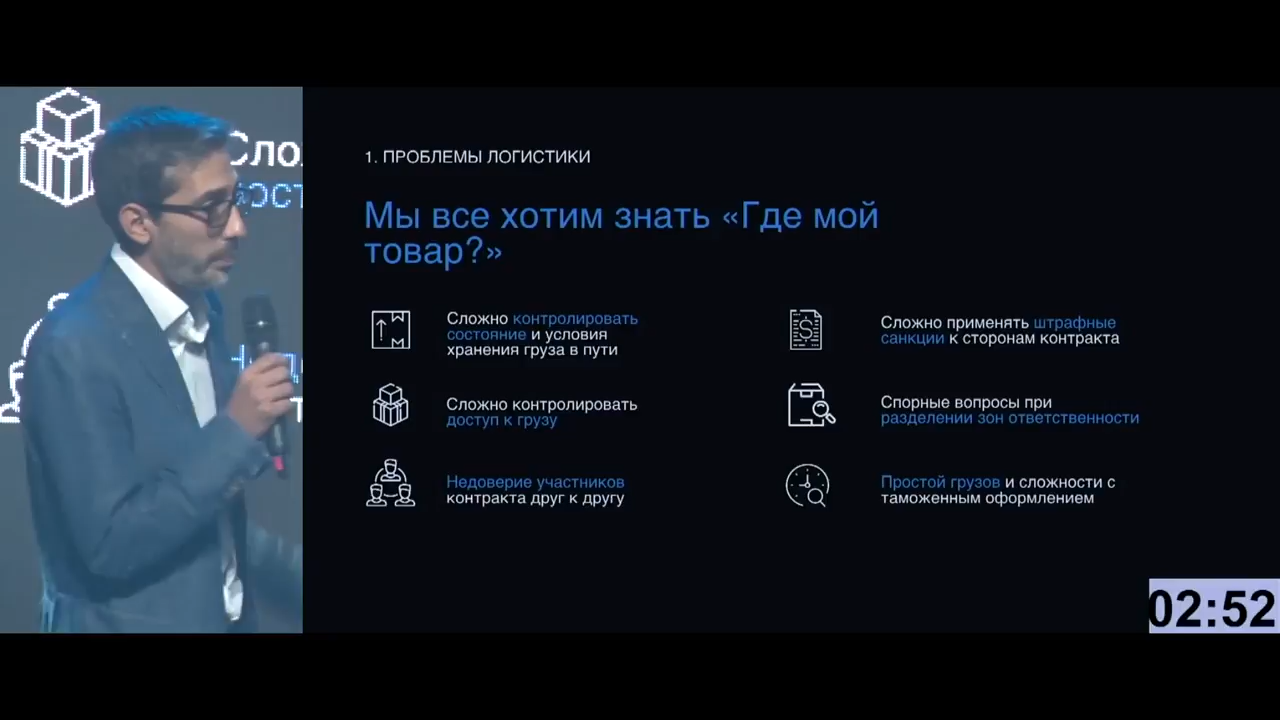 1. ПРОБЛЕМЫ ЛОГИСТИКИ
Мы все хотим знать «Где мой
товар?»
Сложно контролировать
состояние и условия
хранения груза в пути
Сложно контролировать
доступ к грузу
Недоверие участников
контракта друг к другу
Сложно применять штрафные
санкции к сторонам контракта
Спорные вопросы при
разделении зон ответственности
Простой грузов и сложности с
таможенным оформлением
02:52